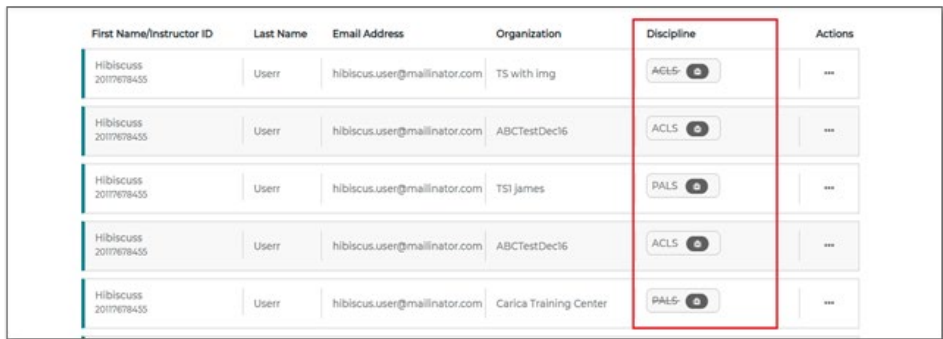 First Name/Instructor ID Last Name Email Address Organization Discipline Actions
Hibiscuss
20117678455
Userr hibiscus.user@mailinator.com TS with img ACLS ...
Hibiscuss
20117678455
Userr hibiscus.user@mailinator.com ABCTestDec16 ACLS ...
Hibiscuss
20117678455
Userr hibiscus.user@mailinator.com TS1 james PALS ...
Hibiscuss
20117678455
Userr hibiscus.user@mailinator.com ABCTestDec16 ACLS ...
Hibiscuss
20117678455
Userr hibiscus.user@mailinator.com Carica Training Center PALS ...